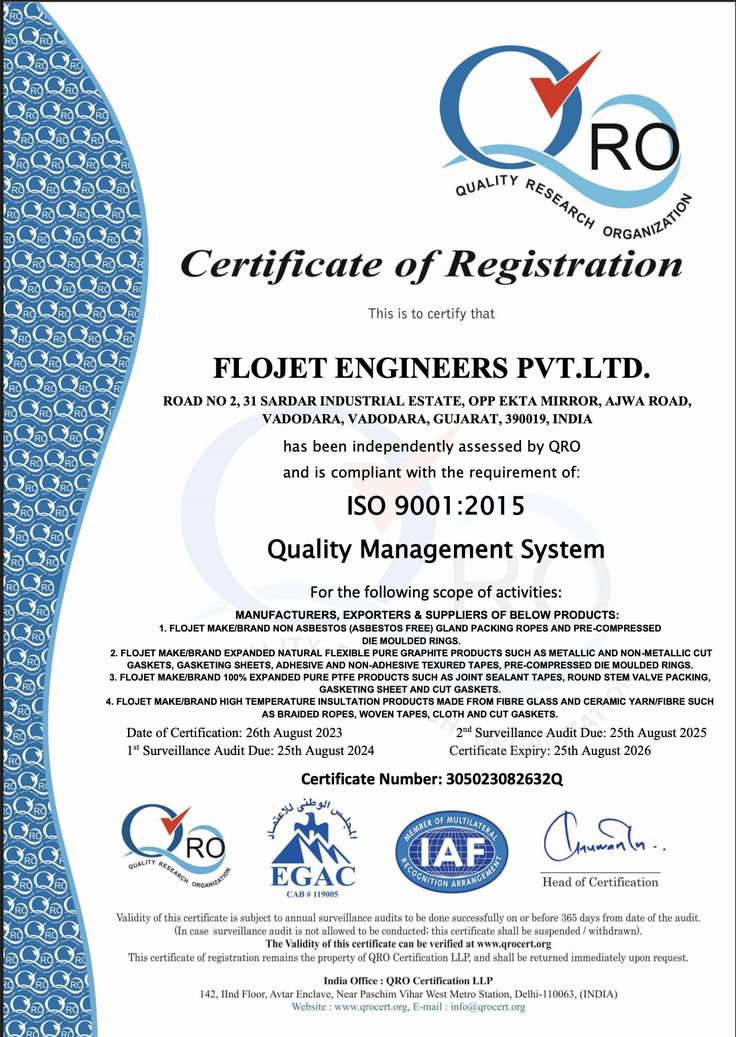 QRO
QUALITY RESEARCH ORGANIZATION
Certificate of Registration
This is to certify that
FLOJET ENGINEERS PVT.LTD.
ROAD NO 2, 31 SARDAR INDUSTRIAL ESTATE, OPP EKTA MIRROR, AJWA ROAD,
VADODARA, VADODARA, GUJARAT, 390019, INDIA
has been independently assessed by QRO
and is compliant with the requirement of:
ISO 9001:2015
Quality Management System
For the following scope of activities:
MANUFACTURERS, EXPORTERS & SUPPLIERS OF BELOW PRODUCTS:
1. FLOJET MAKE/BRAND NON ASBESTOS (ASBESTOS FREE) GLAND PACKING ROPES AND PRE-COMPRESSED
DIE MOULDED RINGS.
2. FLOJET MAKE/BRAND EXPANDED NATURAL FLEXIBLE PURE GRAPHITE PRODUCTS SUCH AS METALLIC AND NON-METALLIC CUT
GASKETS, GASKETING SHEETS, ADHESIVE AND NON-ADHESIVE TEXURED TAPES, PRE-COMPRESSED DIE MOULDED RINGS.
3. FLOJET MAKE/BRAND 100% EXPANDED PURE PTFE PRODUCTS SUCH AS JOINT SEALANT TAPES, ROUND STEM VALVE PACKING,
GASKETING SHEET AND CUT GASKETS.
4. FLOJET MAKE/BRAND HIGH TEMPERATURE INSULTATION PRODUCTS MADE FROM FIBRE GLASS AND CERAMIC YARN/FIBRE SUCH
AS BRAIDED ROPES, WOVEN TAPES, CLOTH AND CUT GASKETS.
Date of Certification: 26th August 2023 2nd Surveillance Audit Due: 25th August 2025
1st Surveillance Audit Due: 25th August 2024 Certificate Expiry: 25th August 2026
Certificate Number: 305023082632Q
QRO
QUALITY RESEARCH ORGANIZATION
المجلس الوطني للاعتماد
EGAC
CAB # 119005
MEMBER OF MULTILATERAL
IAF
RECOGNITION ARRANGEMENT
Head of Certification
Validity of this certificate is subject to annual surveillance audits to be done successfully on or before 365 days from date of the audit.
(In case surveillance audit is not allowed to be conducted; this certificate shall be suspended / withdrawn).
The Validity of this certificate can be verified at www.qrocert.org
This certificate of registration remains the property of QRO Certification LLP, and shall be returned immediately upon request.
India Office : QRO Certification LLP
142, IInd Floor, Avtar Enclave, Near Paschim Vihar West Metro Station, Delhi-110063, (INDIA)
Website : www.qrocert.org, E-mail : info@qrocert.org